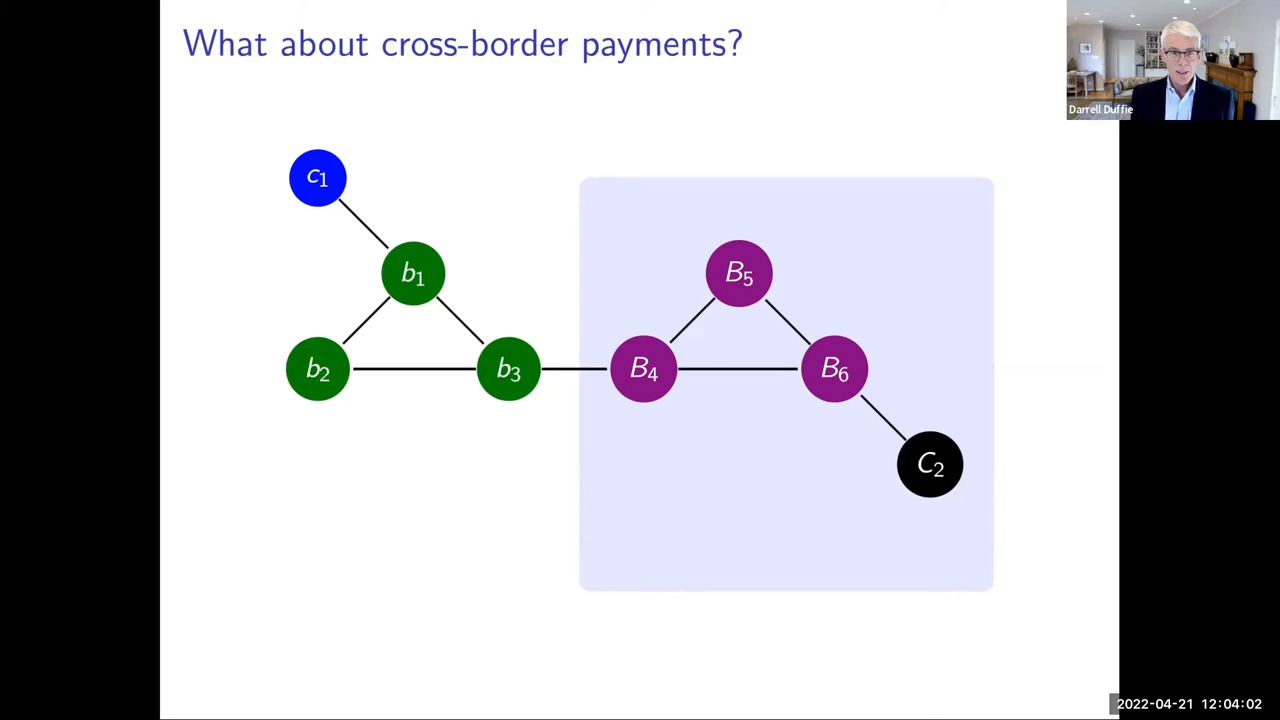 What about cross-border payments?
Darrell Duffie
c1
b1
B5
b2
b3
B4
B6
C2
2022-04-21 12:04:02